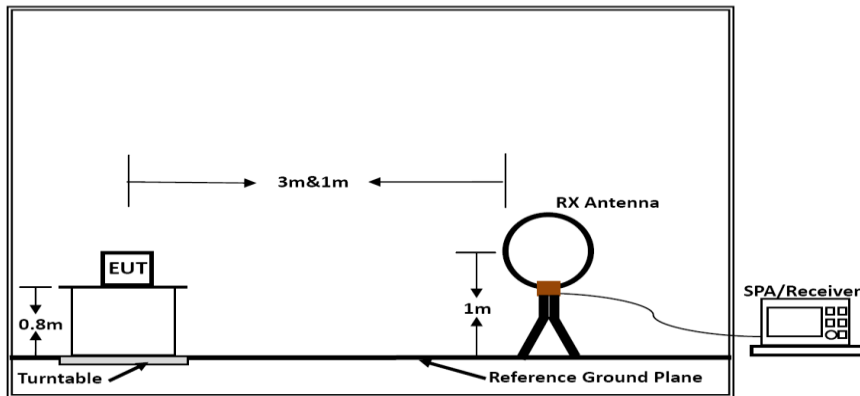 3m&1m
RX Antenna
EUT
SPA/Receiver
0.8m
1m
Turntable
Reference Ground Plane